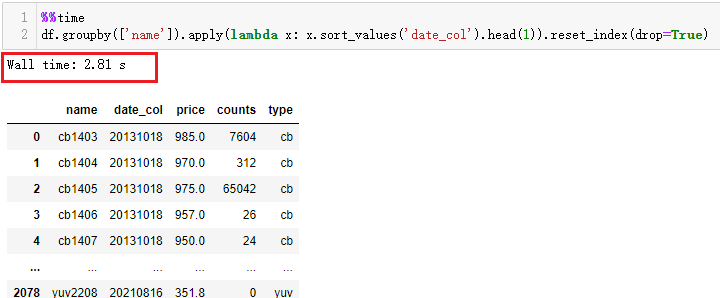 1 %%time
2 df.groupby(['name']).apply(lambda x: x.sort_values('date_col').head(1)).reset_index(drop=True)
Wall time: 2.81 s
name date_col price counts type
0 cb1403 20131018 985.0 7604 cb
1 cb1404 20131018 970.0 312 cb
2 cb1405 20131018 975.0 65042 cb
3 cb1406 20131018 957.0 26 cb
4 cb1407 20131018 950.0 24 cb
... ... ... ... ... ...
2078 yuv2208 20210816 351.8 0 yuv